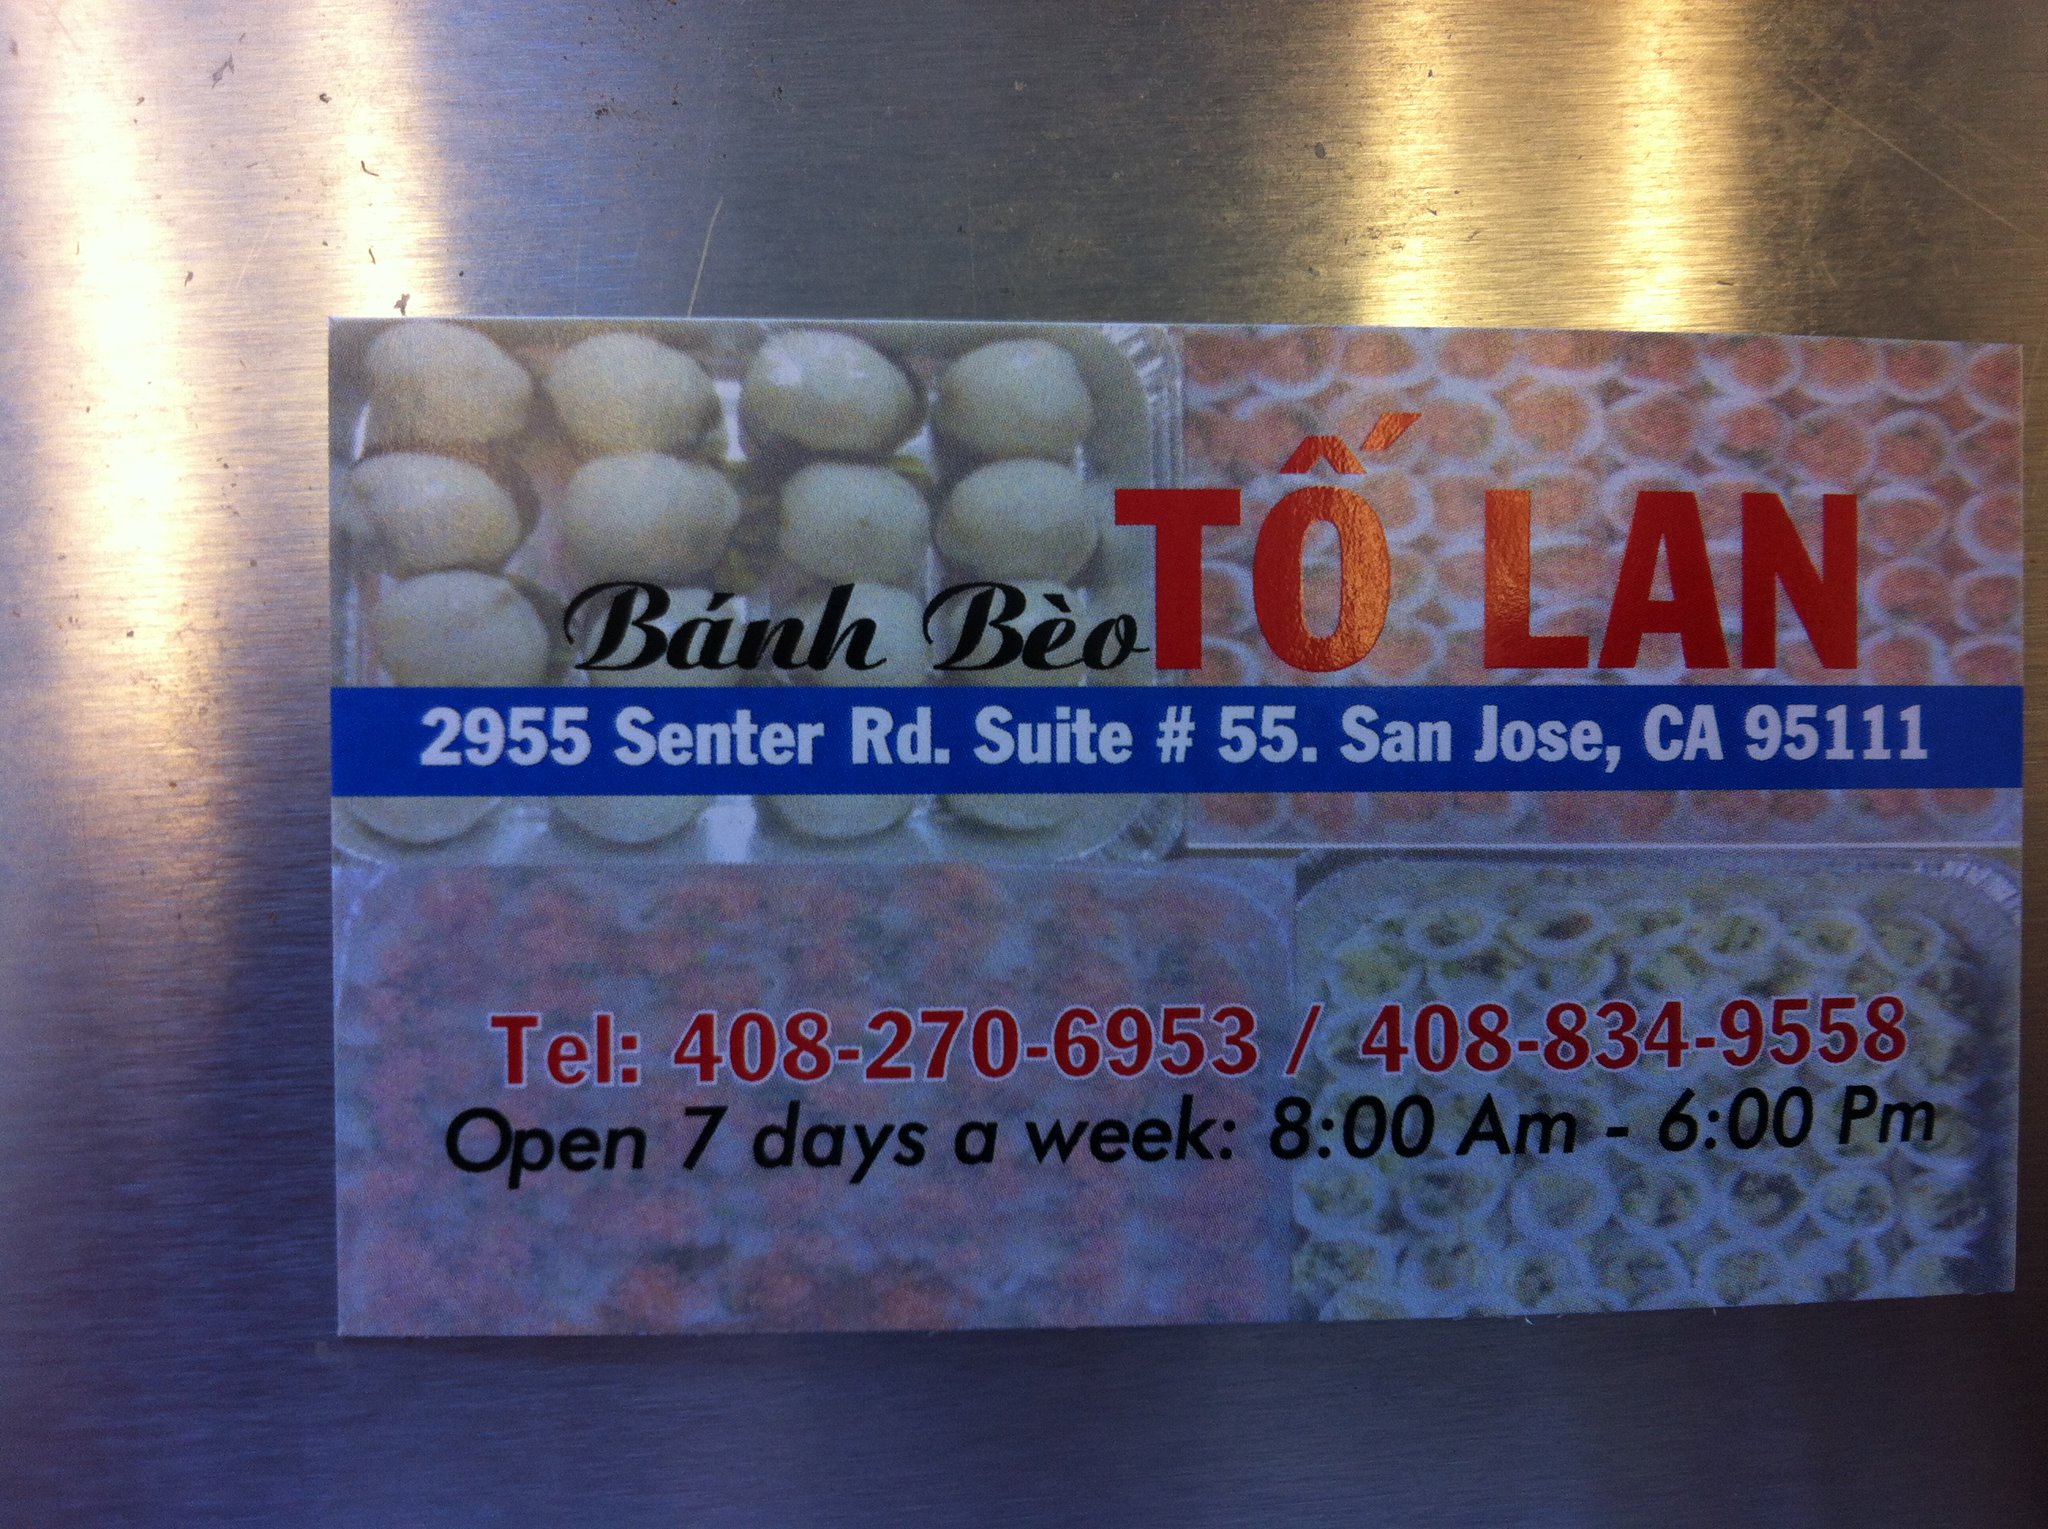 Bánh Bèo TỐ LAN
2955 Senter Rd. Suite # 55. San Jose, CA 95111
Tel: 408-270-6953 / 408-834-9558
Open 7 days a week: 8:00 Am - 6:00 Pm